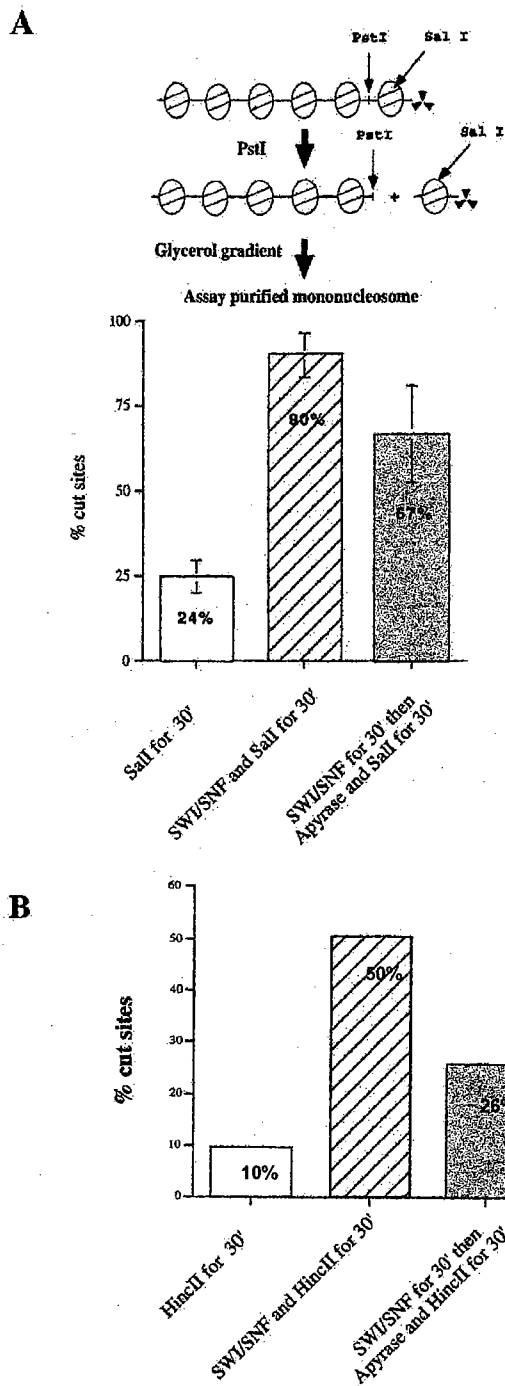 A
PstI
Sal I
PstI
PstI
Sal I
+
Glycerol gradient
Assay purified mononucleosome
% cut sites
100
75
50
25
0
24%
90%
67%
SalI for 30'
SWI/SNF and SalI for 30'
SWI/SNF for 30' then
Apyrase and SalI for 30'
B
% cut sites
60
50
40
30
20
10
0
10%
50%
26%
HincII for 30'
SWI/SNF and HincII for 30'
SWI/SNF for 30' then
Apyrase and HincII for 30'